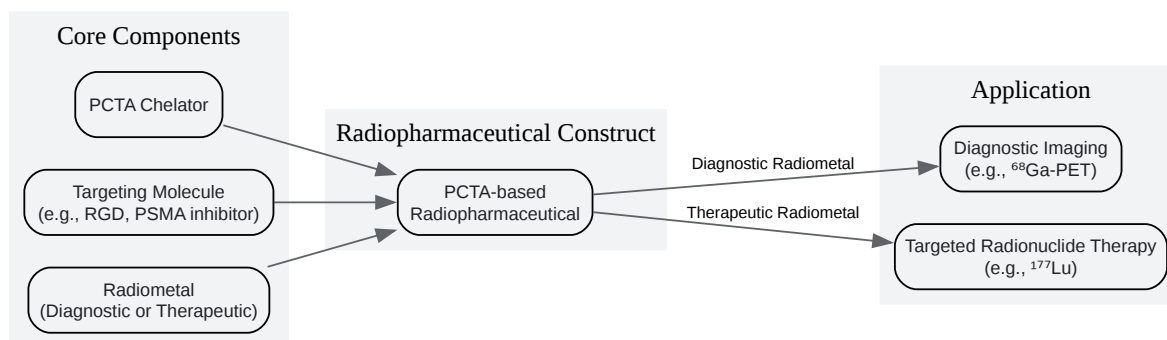 Core Components
PCTA Chelator
Targeting Molecule
(e.g., RGD, PSMA inhibitor)
Radiometal
(Diagnostic or Therapeutic)
Radiopharmaceutical Construct
PCTA-based
Radiopharmaceutical
Diagnostic Radiometal
Therapeutic Radiometal
Application
Diagnostic Imaging
(e.g., ⁶⁸Ga-PET)
Targeted Radionuclide Therapy
(e.g., ¹⁷⁷Lu)